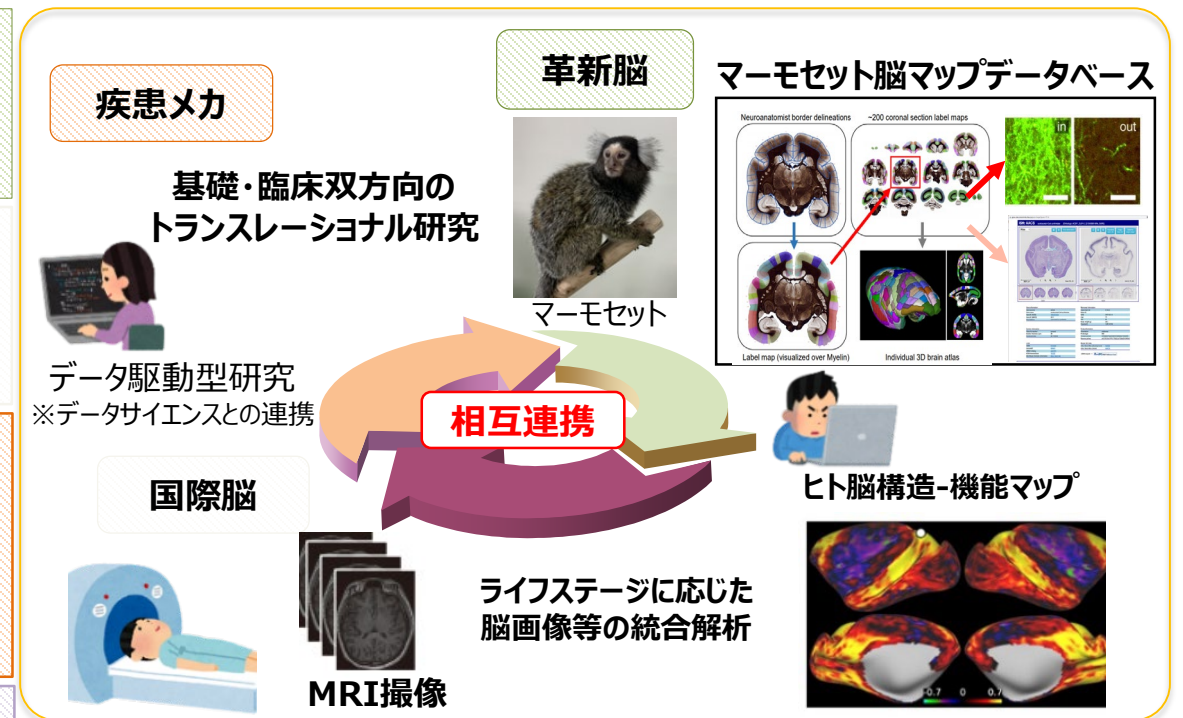 革新脳
疾患メカ
マーモセット脳マップデータベース
Neuroanatomist border delineations
~200 coronal section label maps
in
out
基礎・臨床双方向の
トランスレーショナル研究
Label map (visualized over Myelin)
Individual 3D brain atlas
マーモセット
データ駆動型研究
※データサイエンスとの連携
相互連携
国際脳
ヒト脳構造-機能マップ
ライフステージに応じた
脳画像等の統合解析
MRI撮像
-0.7 0 0.7